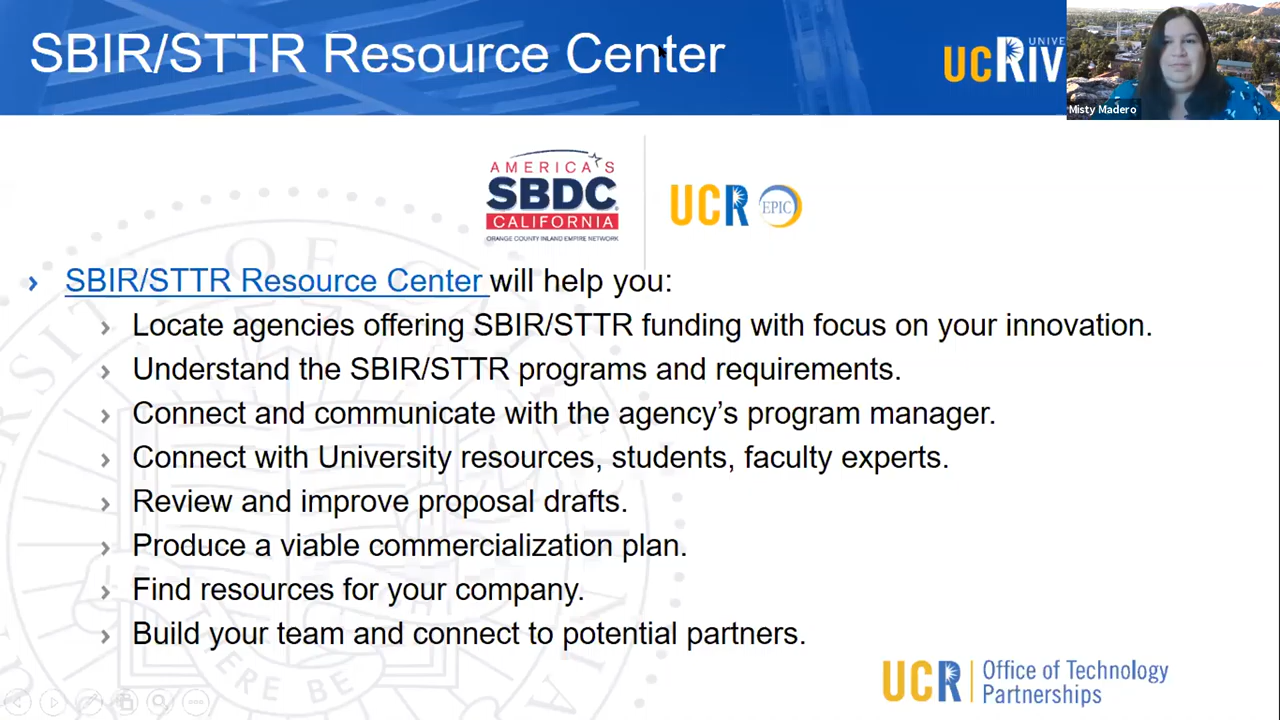 SBIR/STTR Resource Center
UCRIV
UNIVE
Misty Madero
AMERICA'S
SBDC
CALIFORNIA
ORANGE COUNTY INLAND EMPIRE NETWORK
UCR EPIC
› SBIR/STTR Resource Center will help you:
› Locate agencies offering SBIR/STTR funding with focus on your innovation.
› Understand the SBIR/STTR programs and requirements.
› Connect and communicate with the agency’s program manager.
› Connect with University resources, students, faculty experts.
› Review and improve proposal drafts.
› Produce a viable commercialization plan.
› Find resources for your company.
› Build your team and connect to potential partners.
UCR Office of Technology
Partnerships